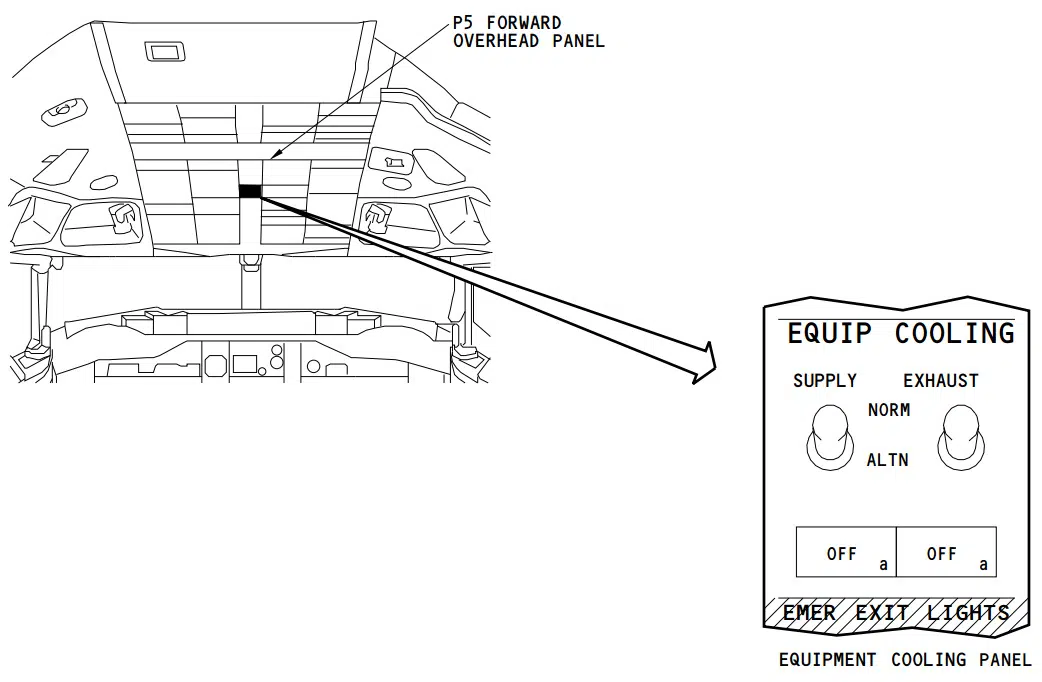 P5 FORWARD
OVERHEAD PANEL
EQUIP COOLING
SUPPLY EXHAUST
NORM
ALTN
OFF a OFF a
EMER EXIT LIGHTS
EQUIPMENT COOLING PANEL